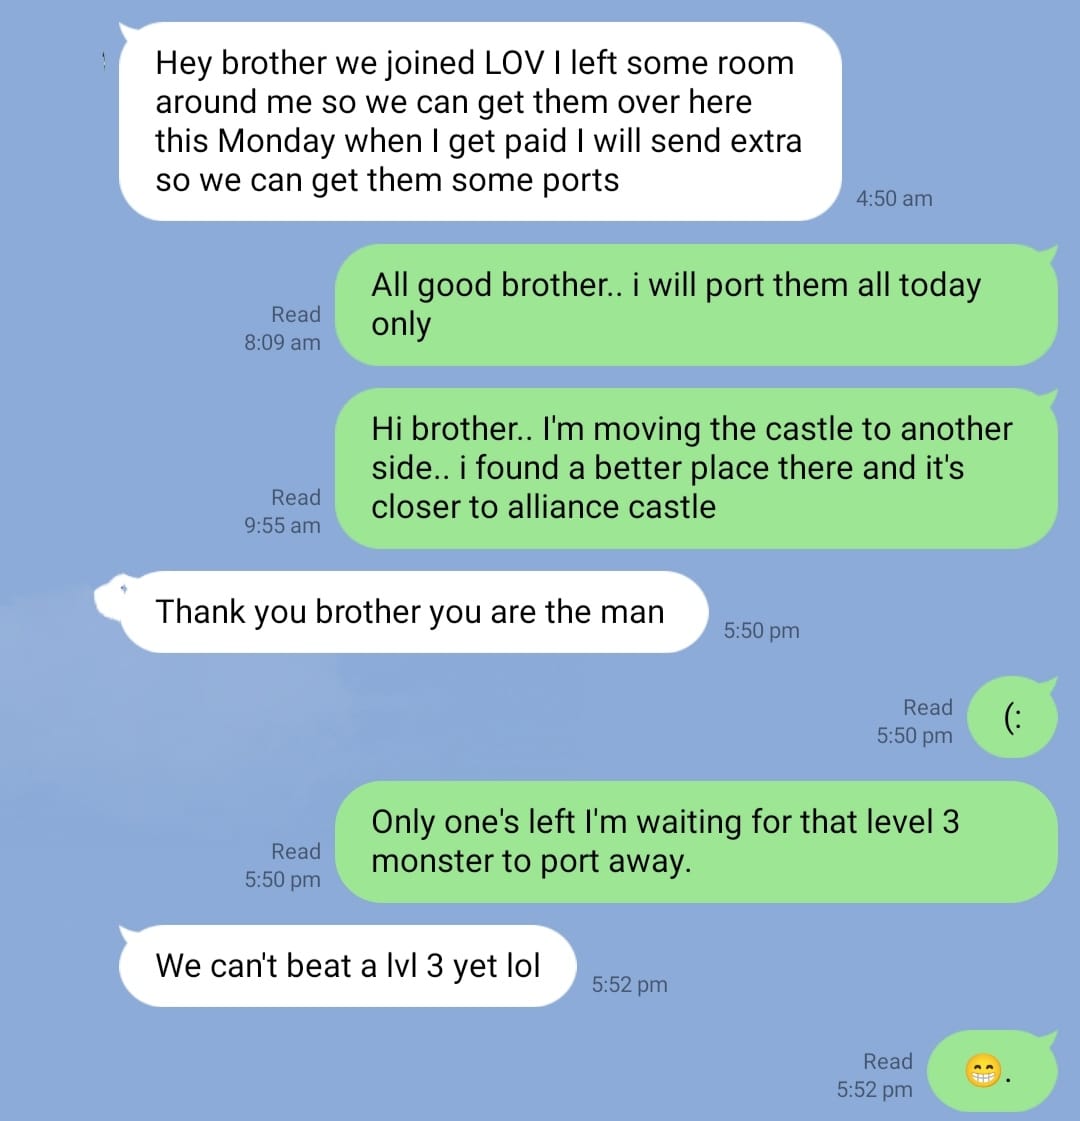 Hey brother we joined LOV I left some room
around me so we can get them over here
this Monday when I get paid I will send extra
so we can get them some ports
4:50 am
All good brother.. i will port them all today
only
Read
8:09 am
Hi brother.. I'm moving the castle to another
side.. i found a better place there and it's
closer to alliance castle
Read
9:55 am
Thank you brother you are the man
5:50 pm
(:
Read
5:50 pm
Only one's left I'm waiting for that level 3
monster to port away.
Read
5:50 pm
We can't beat a lvl 3 yet lol
5:52 pm
😁.
Read
5:52 pm